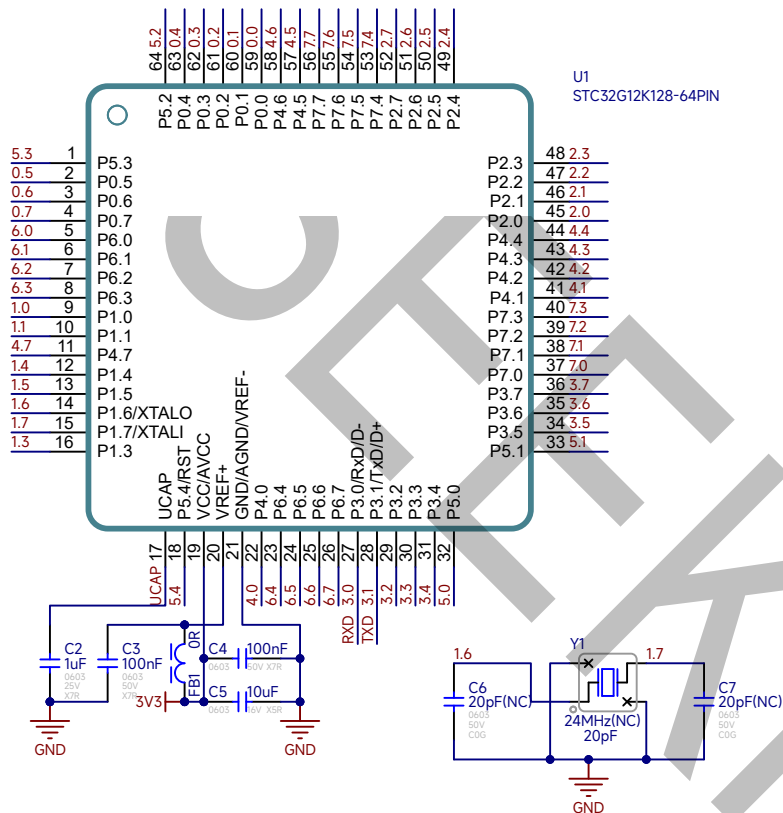 64 5.2
63 0.4
62 0.3
61 0.2
60 0.1
59 0.0
58 4.6
57 4.5
56 7.7
55 7.6
54 7.5
53 7.4
52 2.7
51 2.6
50 2.5
49 2.4
P5.2
P0.4
P0.3
P0.2
P0.1
P0.0
P4.6
P4.5
P7.7
P7.6
P7.5
P7.4
P2.7
P2.6
P2.5
P2.4
U1
STC32G12K128-64PIN
5.3 1 P5.3
0.5 2 P0.5
0.6 3 P0.6
0.7 4 P0.7
6.0 5 P6.0
6.1 6 P6.1
6.2 7 P6.2
6.3 8 P6.3
1.0 9 P1.0
1.1 10 P1.1
4.7 11 P4.7
1.4 12 P1.4
1.5 13 P1.5
1.6 14 P1.6/XTALO
1.7 15 P1.7/XTALI
1.3 16 P1.3
P2.3 48 2.3
P2.2 47 2.2
P2.1 46 2.1
P2.0 45 2.0
P4.4 44 4.4
P4.3 43 4.3
P4.2 42 4.2
P4.1 41 4.1
P7.3 40 7.3
P7.2 39 7.2
P7.1 38 7.1
P7.0 37 7.0
P3.7 36 3.7
P3.6 35 3.6
P3.5 34 3.5
P5.1 33 5.1
UCAP
P5.4/RST
VCC/AVCC
VREF+
GND/AGND/VREF-
P4.0
P6.4
P6.5
P6.6
P6.7
P3.0/RxD/D-
P3.1/TxD/D+
P3.2
P3.3
P3.4
P5.0
UCAP 17
5.4 18
19
20
21
4.0 22
6.4 23
6.5 24
6.6 25
6.7 26
RXD 3.0 27
TXD 3.1 28
3.2 29
3.3 30
3.4 31
5.0 32
C2
1uF
0603
25V
X7R
C3
100nF
0603
50V
X7R
0R
FB1
3V3
C4 100nF
0603 50V X7R
C5 10uF
0603 16V X5R
GND
GND
1.6
Y1
1.7
C6
20pF(NC)
0603
50V
C0G
24MHz(NC)
20pF
C7
20pF(NC)
0603
50V
C0G
GND